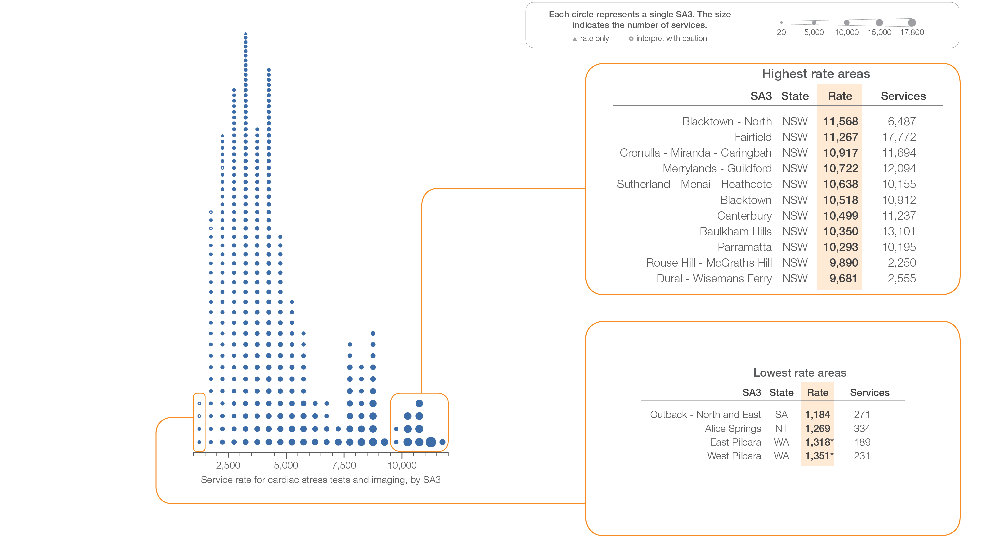 Each circle represents a single SA3. The size
indicates the number of services.
rate only interpret with caution
20 5,000 10,000 15,000 17,800
Highest rate areas
SA3 State Rate Services
Blacktown - North NSW 11,568 6,487
Fairfield NSW 11,267 17,772
Cronulla - Miranda - Caringbah NSW 10,917 11,694
Merrylands - Guildford NSW 10,722 12,094
Sutherland - Menai - Heathcote NSW 10,638 10,155
Blacktown NSW 10,518 10,912
Canterbury NSW 10,499 11,237
Baulkham Hills NSW 10,350 13,101
Parramatta NSW 10,293 10,195
Rouse Hill - McGraths Hill NSW 9,890 2,250
Dural - Wisemans Ferry NSW 9,681 2,555
Lowest rate areas
SA3 State Rate Services
Outback - North and East SA 1,184 271
Alice Springs NT 1,269 334
East Pilbara WA 1,318* 189
West Pilbara WA 1,351* 231
2,500 5,000 7,500 10,000
Service rate for cardiac stress tests and imaging, by SA3